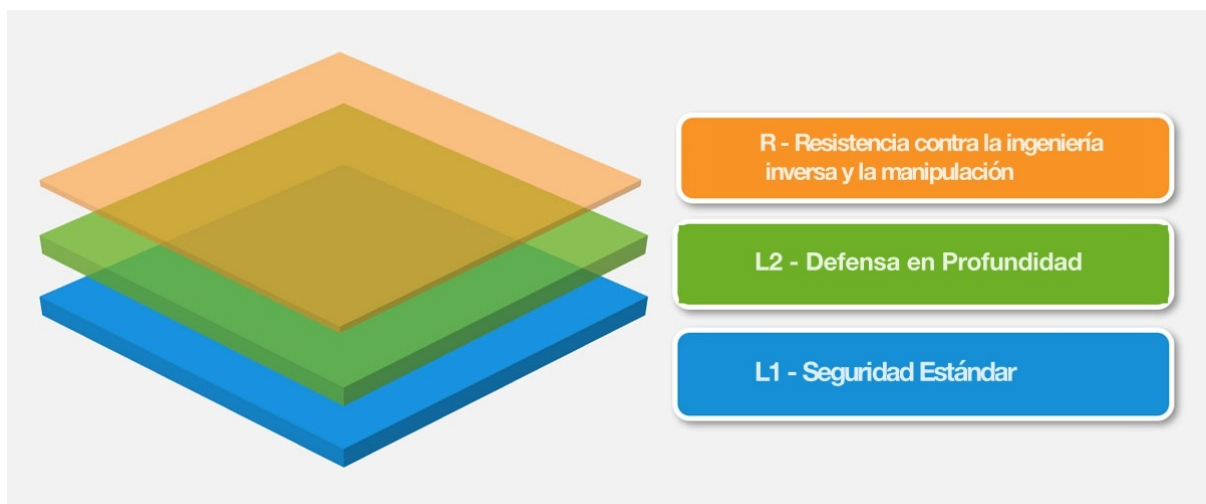 R - Resistencia contra la ingeniería
inversa y la manipulación
L2 - Defensa en Profundidad
L1 - Seguridad Estándar